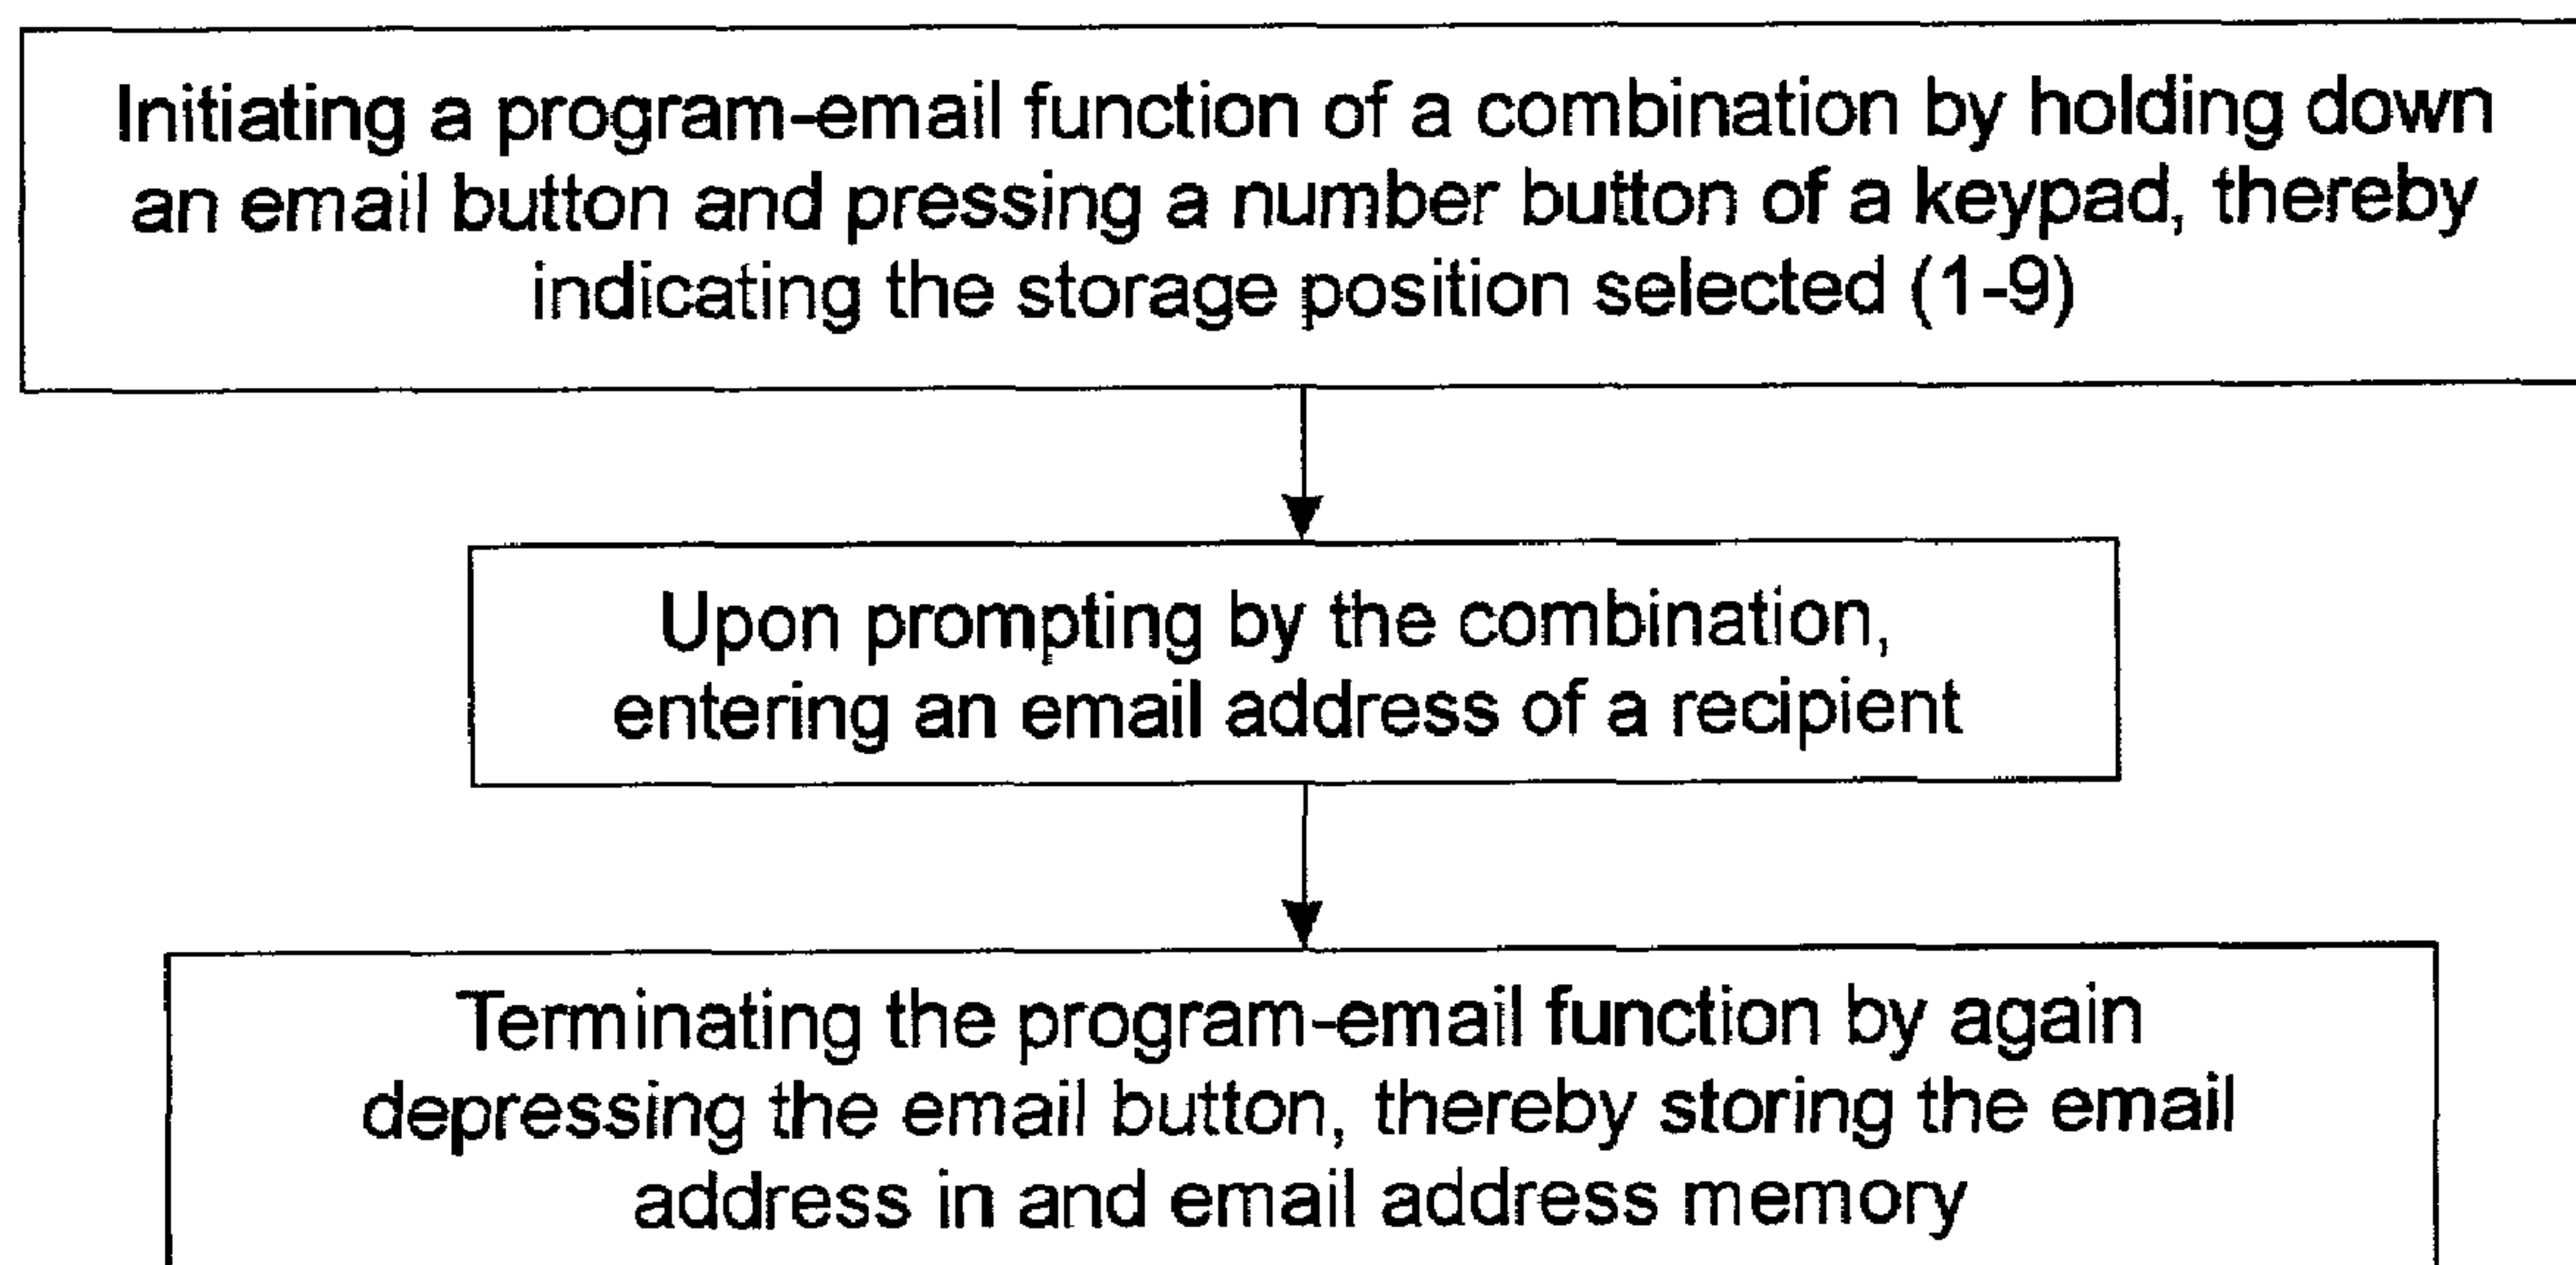 Initiating a program-email function of a combination by holding down
an email button and pressing a number button of a keypad, thereby
indicating the storage position selected (1-9)
Upon prompting by the combination,
entering an email address of a recipient
Terminating the program-email function by again
depressing the email button, thereby storing the email
address in and email address memory